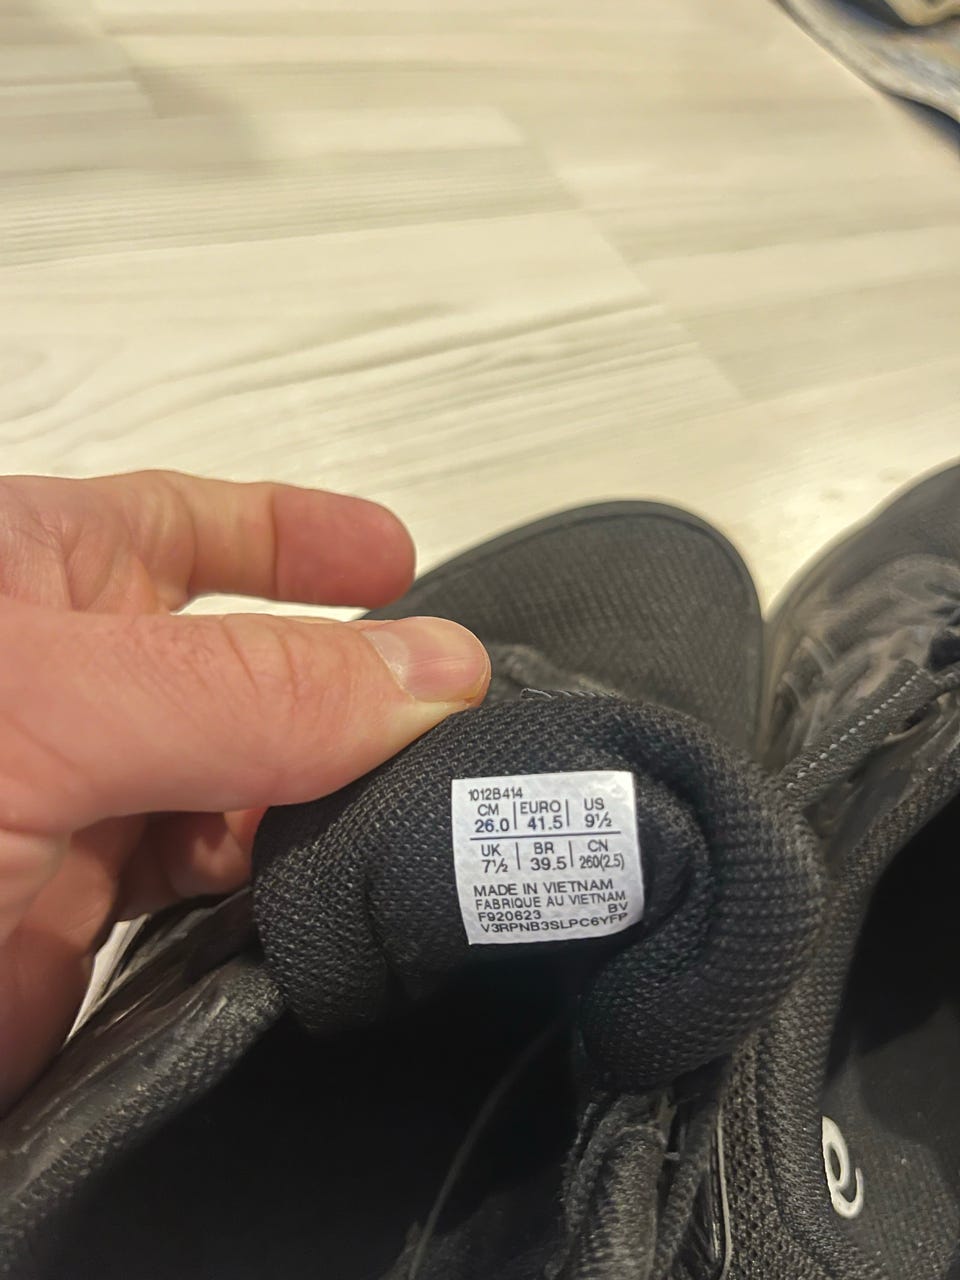 1012B414
CM | EURO | US
26.0 | 41.5 | 9½
UK | BR | CN
7½ | 39.5 | 260(2.5)
MADE IN VIETNAM
FABRIQUE AU VIETNAM
F920623 BV
V3RPNB3SLPC6YFP